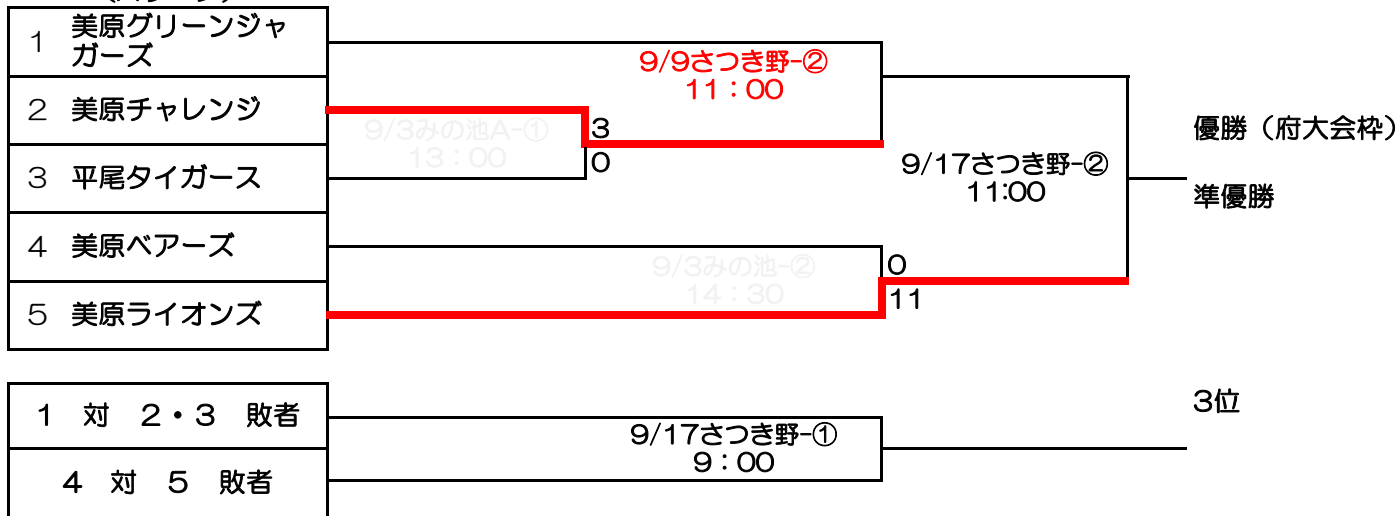 1 美原グリーンジャ
ガーズ
9/9さつき野-②
11：00
2 美原チャレンジ
9/3みの池A-①
13：00
3
0
優勝（府大会枠）
3 平尾タイガース
9/17さつき野-②
11:00
準優勝
4 美原ベアーズ
9/3みの池-②
14：30
0
11
5 美原ライオンズ
1 対 2・3 敗者
3位
9/17さつき野-①
9：00
4 対 5 敗者